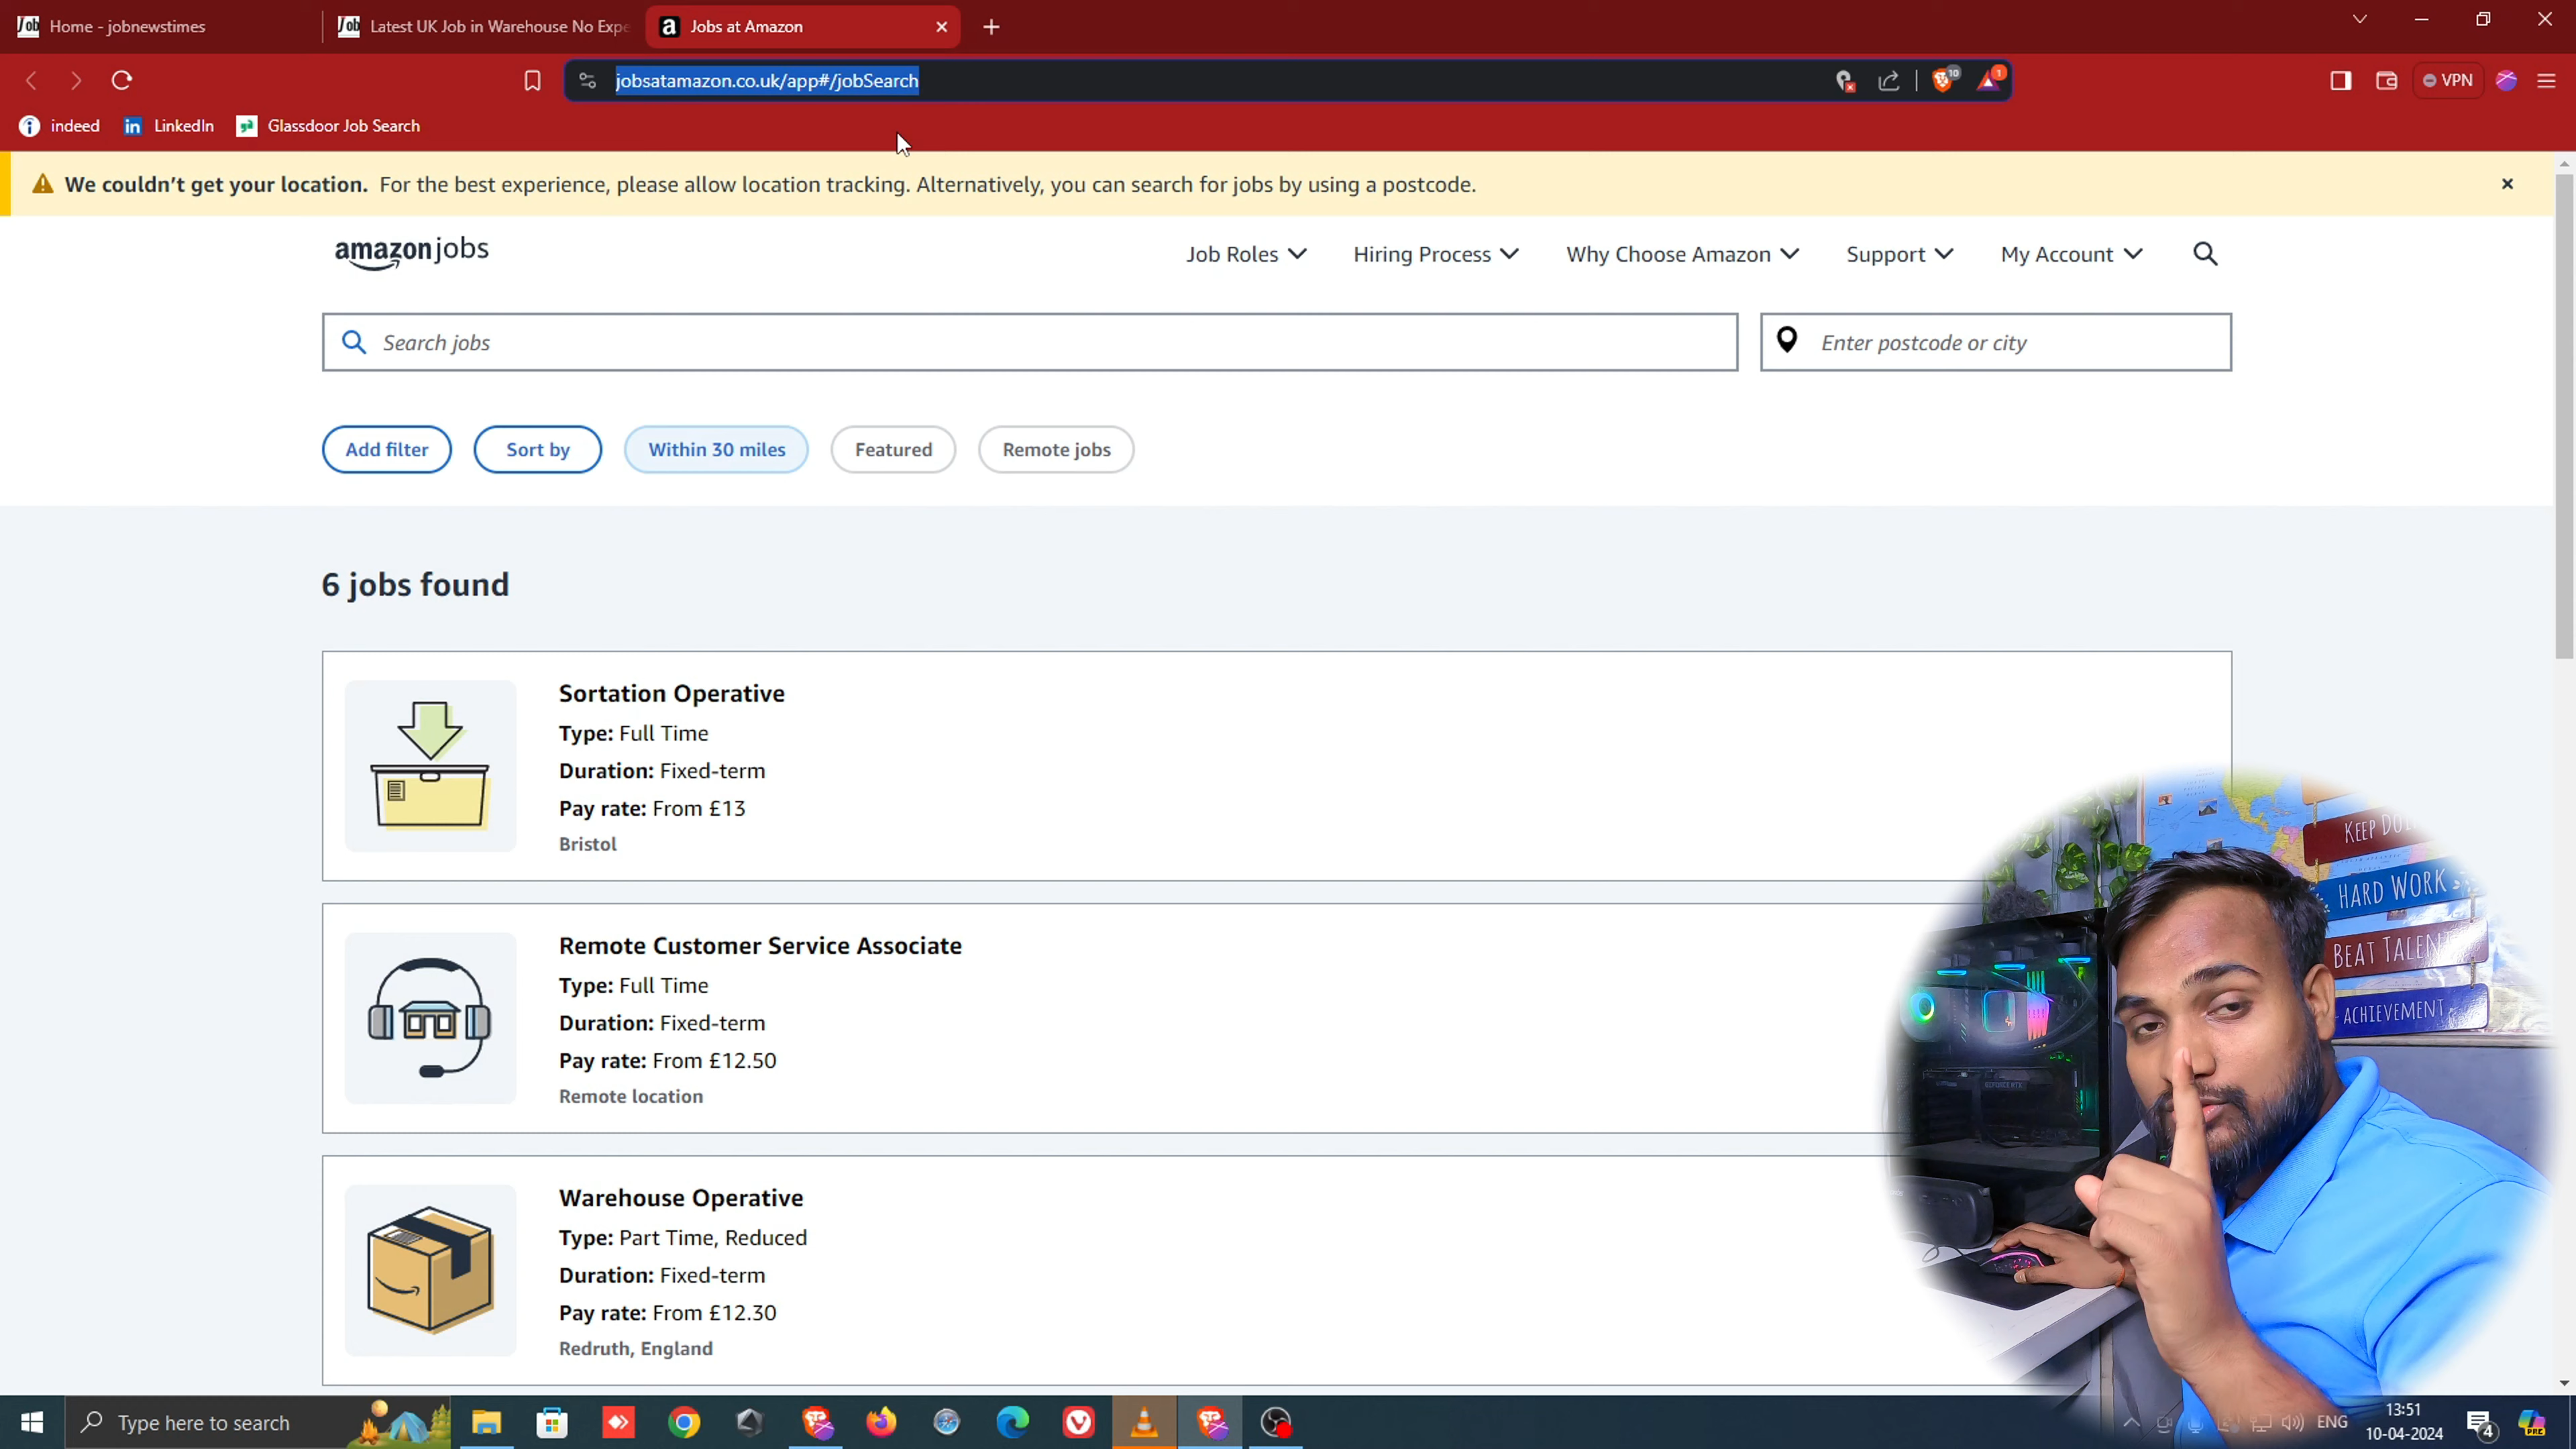 Home - jobnewstimes
Latest UK Job in Warehouse No Expe
Jobs at Amazon
jobsatamazon.co.uk/app#/jobSearch
10
1
VPN
indeed
LinkedIn
Glassdoor Job Search
We couldn't get your location. For the best experience, please allow location tracking. Alternatively, you can search for jobs by using a postcode.
amazon jobs
Job Roles
Hiring Process
Why Choose Amazon
Support
My Account
Search jobs
Enter postcode or city
Add filter
Sort by
Within 30 miles
Featured
Remote jobs
6 jobs found
Sortation Operative
Type: Full Time
Duration: Fixed-term
Pay rate: From £13
Bristol
Remote Customer Service Associate
Type: Full Time
Duration: Fixed-term
Pay rate: From £12.50
Remote location
Warehouse Operative
Type: Part Time, Reduced
Duration: Fixed-term
Pay rate: From £12.30
Redruth, England
HARD WORK
BEAT TALENT
ACHIEVEMENT
Type here to search
ENG
13:51
10-04-2024
4
PRE